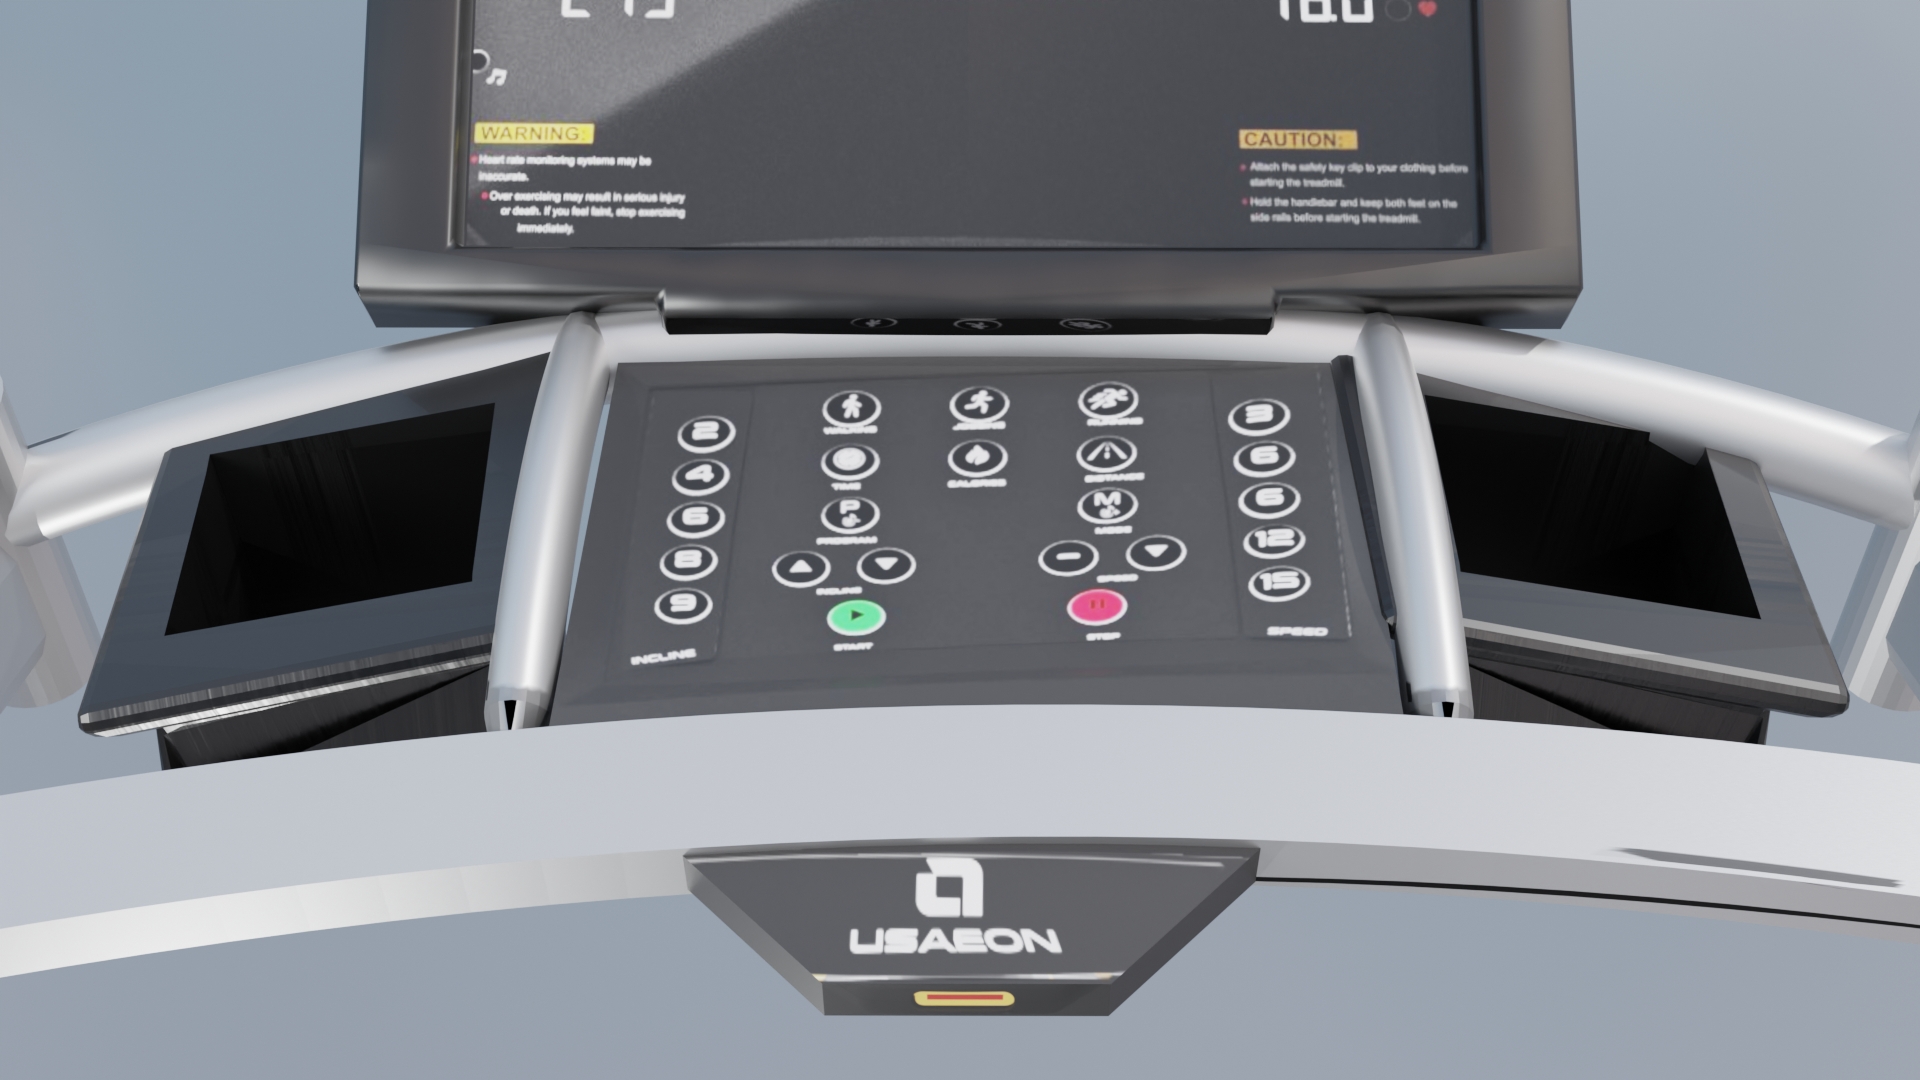 WARNING:
Heart rate monitoring systems may be
inaccurate.
Over exercising may result in serious injury
or death. If you feel faint, stop exercising
immediately.
CAUTION:
Attach the safety key clip to your clothing before
starting the treadmill.
Hold the handlebar and keep both feet on the
side rails before starting the treadmill.
2
4
6
8
9
INCLINE
WALKING
JOGGING
RUNNING
TIME
CALORIES
DISTANCE
P
PROGRAM
M
MODE
INCLINE
SPEED
START
STOP
3
6
6
12
15
SPEED
USAEON